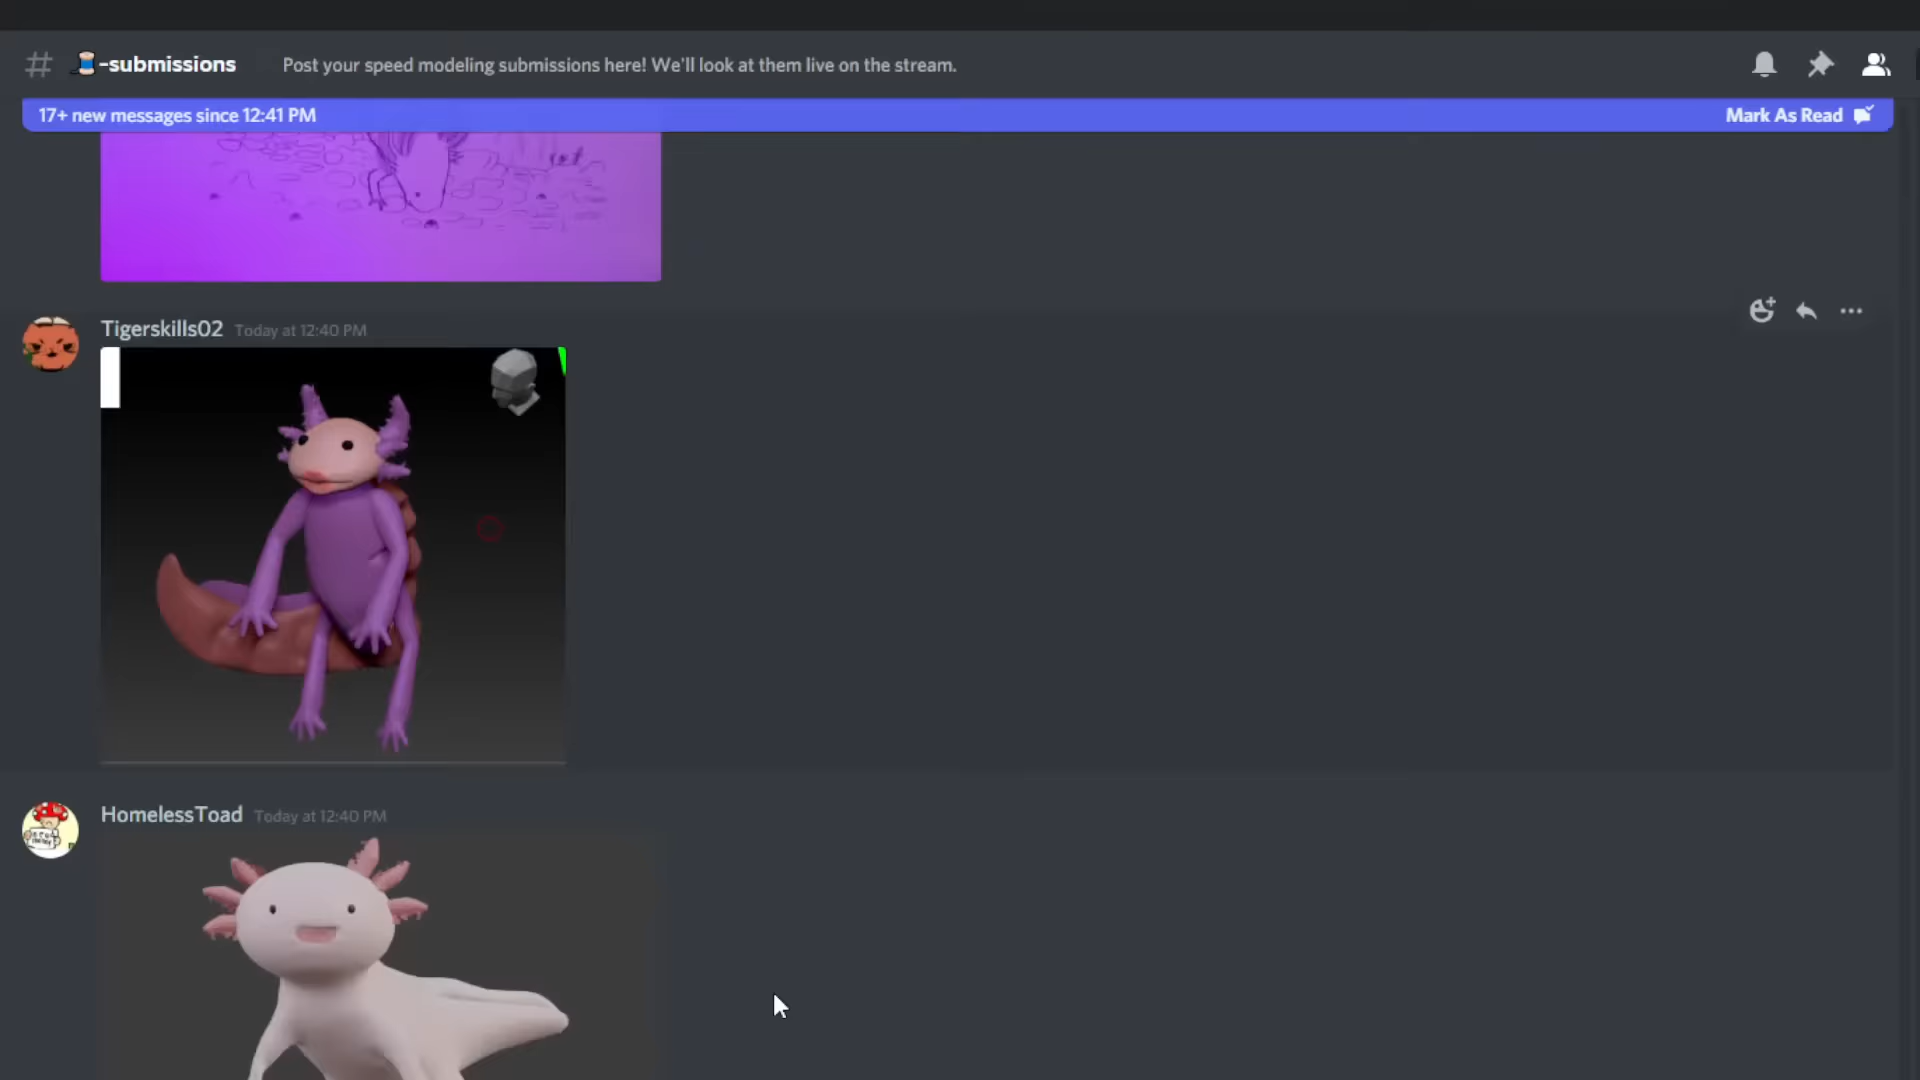 -submissions
Post your speed modeling submissions here! We'll look at them live on the stream.
17+ new messages since 12:41 PM
Mark As Read
Tigerskills02 Today at 12:40 PM
HomelessToad Today at 12:40 PM